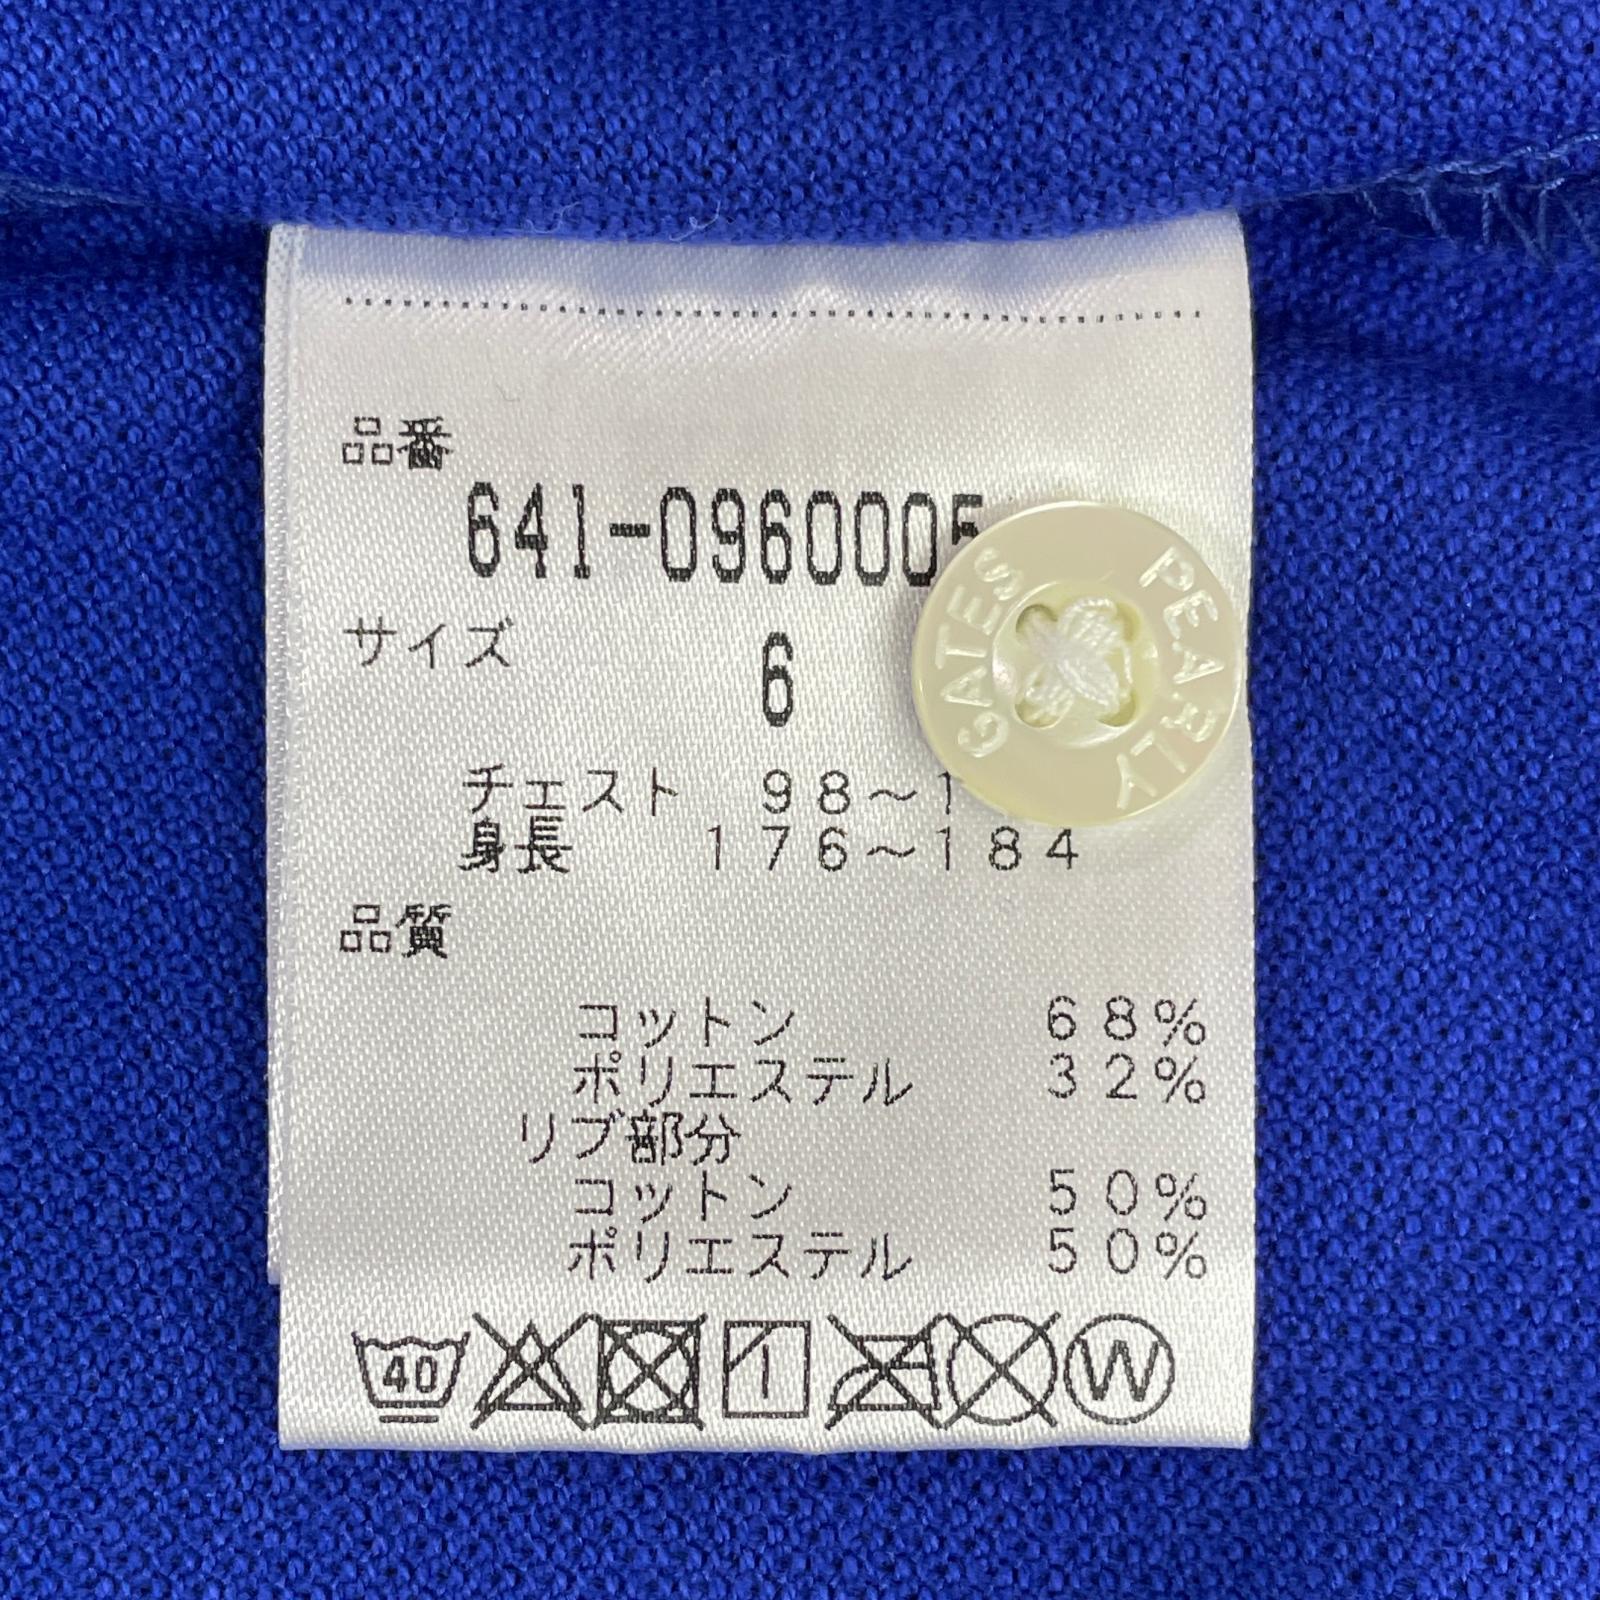 品番
641-0960005
サイズ 6
PEARLY GATES
チェスト 98～1
身長 176～184
品質
コットン 68%
ポリエステル 32%
リブ部分
コットン 50%
ポリエステル 50%
40
W